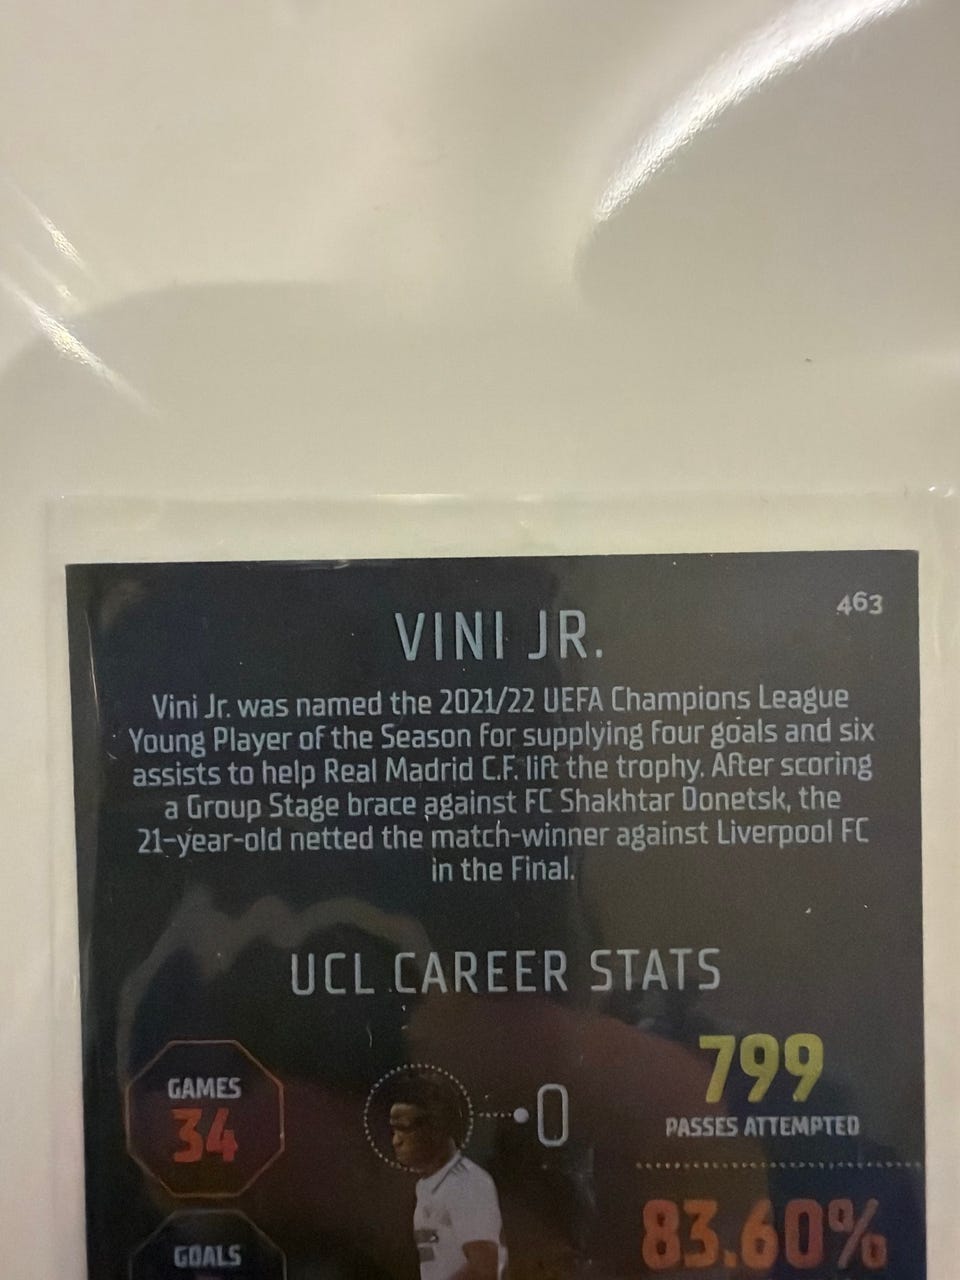 463
VINI JR.
Vini Jr. was named the 2021/22 UEFA Champions League
Young Player of the Season for supplying four goals and six
assists to help Real Madrid C.F. lift the trophy. After scoring
a Group Stage brace against FC Shakhtar Donetsk, the
21-year-old netted the match-winner against Liverpool FC
in the Final.
UCL CAREER STATS
GAMES
34
0
799
PASSES ATTEMPTED
83.60%
GOALS